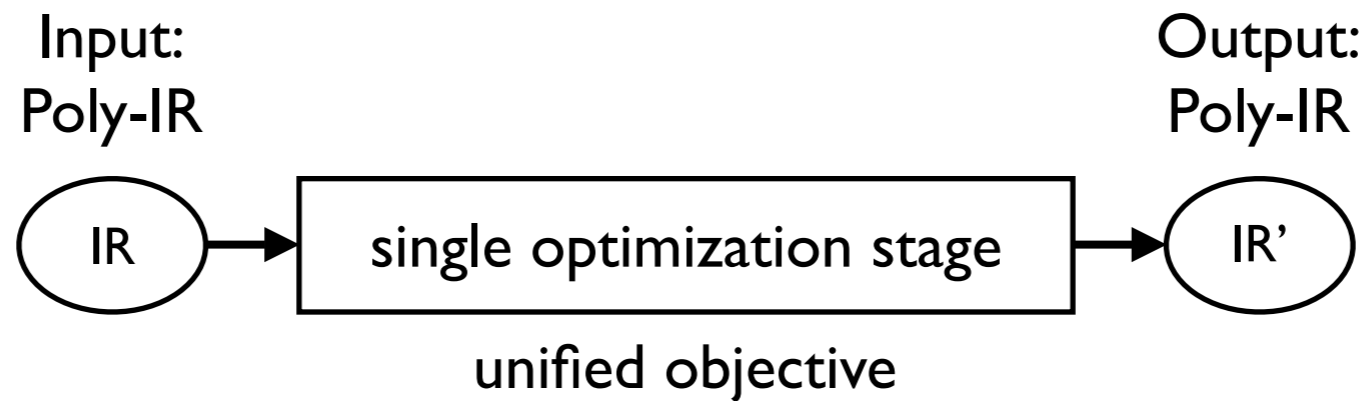 Input:
Poly-IR
Output:
Poly-IR
IR
single optimization stage
IR’
unified objective